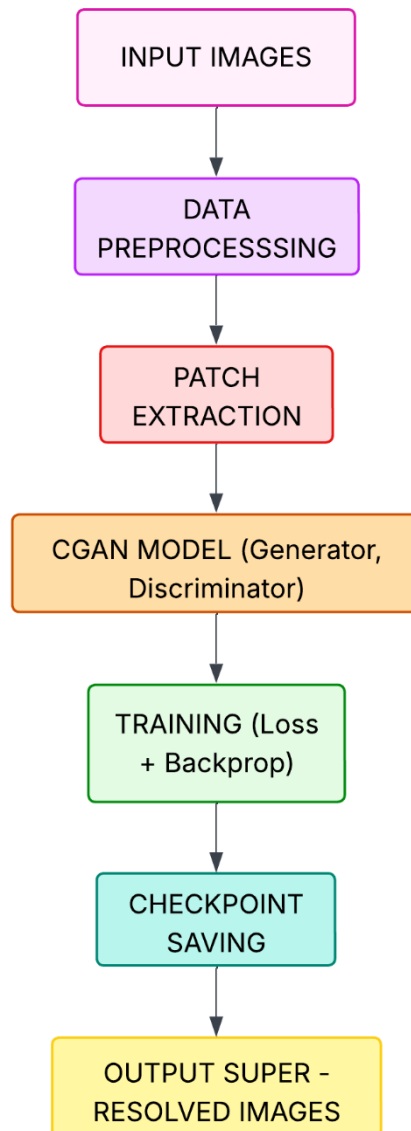 INPUT IMAGES
DATA
PREPROCESSSING
PATCH
EXTRACTION
CGAN MODEL (Generator,
Discriminator)
TRAINING (Loss
+ Backprop)
CHECKPOINT
SAVING
OUTPUT SUPER -
RESOLVED IMAGES